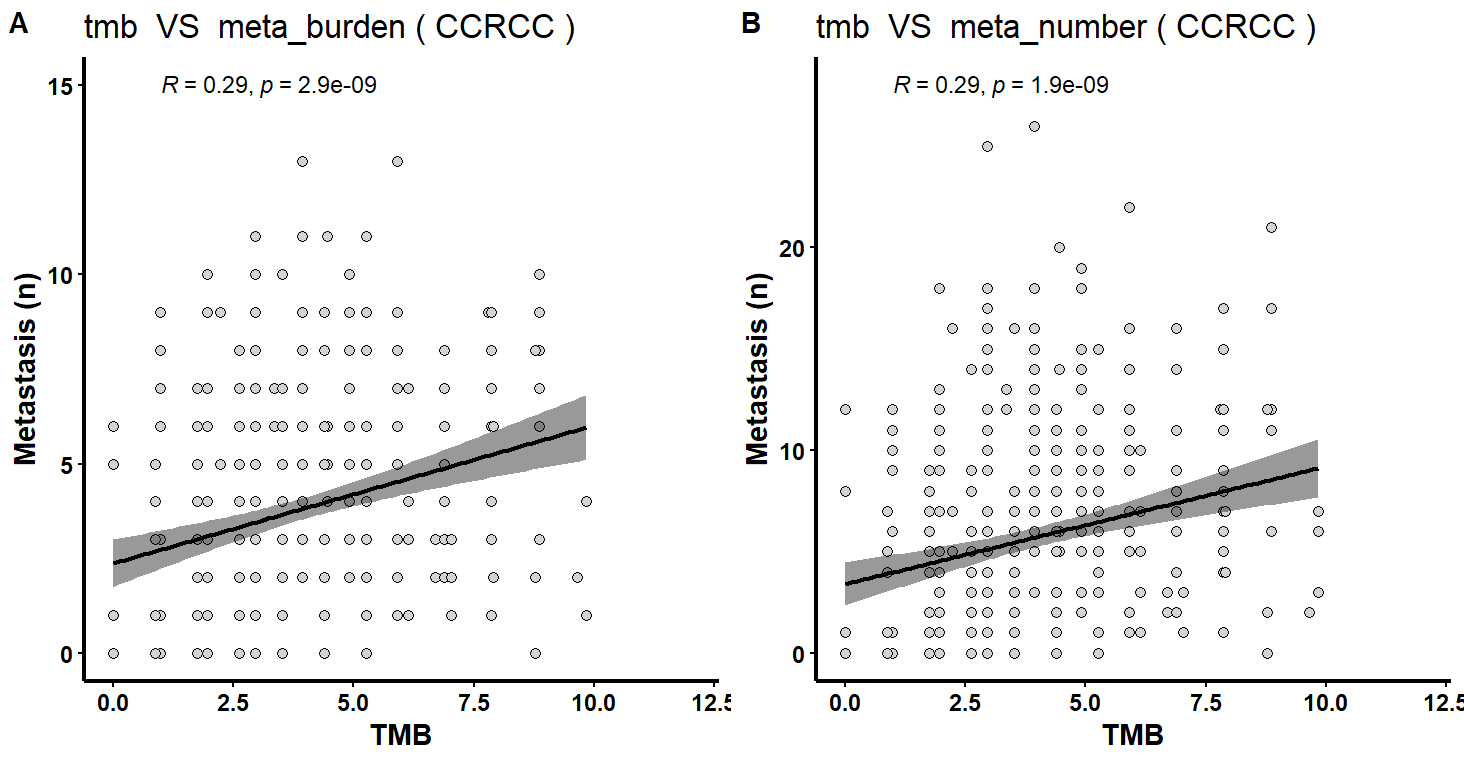 A
tmb VS meta_burden ( CCRCC )
R = 0.29, p = 2.9e-09
15
10
5
0
Metastasis (n)
0.0 2.5 5.0 7.5 10.0 12.5
TMB
B
tmb VS meta_number ( CCRCC )
R = 0.29, p = 1.9e-09
20
10
0
Metastasis (n)
0.0 2.5 5.0 7.5 10.0 12.5
TMB